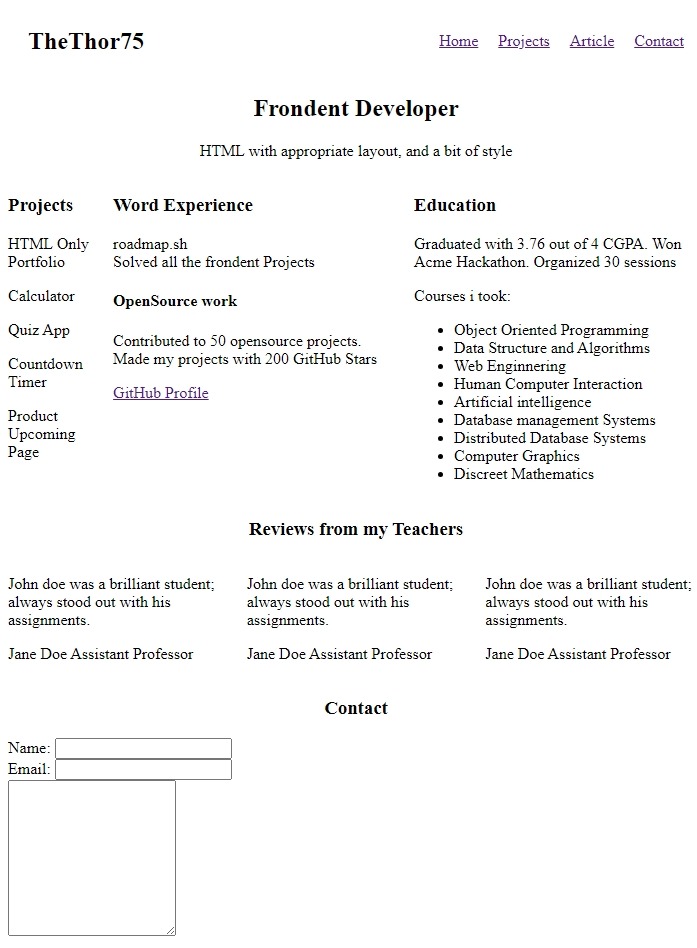 TheThor75
Home Projects Article Contact
Frondent Developer
HTML with appropriate layout, and a bit of style
Projects
HTML Only
Portfolio
Calculator
Quiz App
Countdown
Timer
Product
Upcoming
Page
Word Experience
roadmap.sh
Solved all the frondent Projects
OpenSource work
Contributed to 50 opensource projects.
Made my projects with 200 GitHub Stars
GitHub Profile
Education
Graduated with 3.76 out of 4 CGPA. Won
Acme Hackathon. Organized 30 sessions
Courses i took:
• Object Oriented Programming
• Data Structure and Algorithms
• Web Enginnering
• Human Computer Interaction
• Artificial intelligence
• Database management Systems
• Distributed Database Systems
• Computer Graphics
• Discreet Mathematics
Reviews from my Teachers
John doe was a brilliant student;
always stood out with his
assignments.
Jane Doe Assistant Professor
John doe was a brilliant student;
always stood out with his
assignments.
Jane Doe Assistant Professor
John doe was a brilliant student;
always stood out with his
assignments.
Jane Doe Assistant Professor
Contact
Name:
Email: